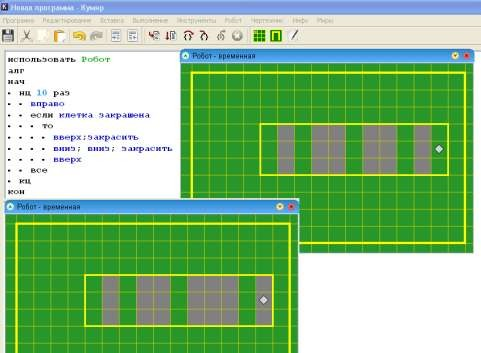 Новая программа - Кумир
Программа Редактирование Вставка Выполнение Инструменты Робот Чертежник Инфо Миры
использовать Робот
алг
нач
• нц 10 раз
• • вправо
• • если клетка закрашена
• • • то
• • • • вверх;закрасить
• • • • вниз; вниз; закрасить
• • • • вверх
• • все
• кц
кон
Робот - временная
Робот - временная